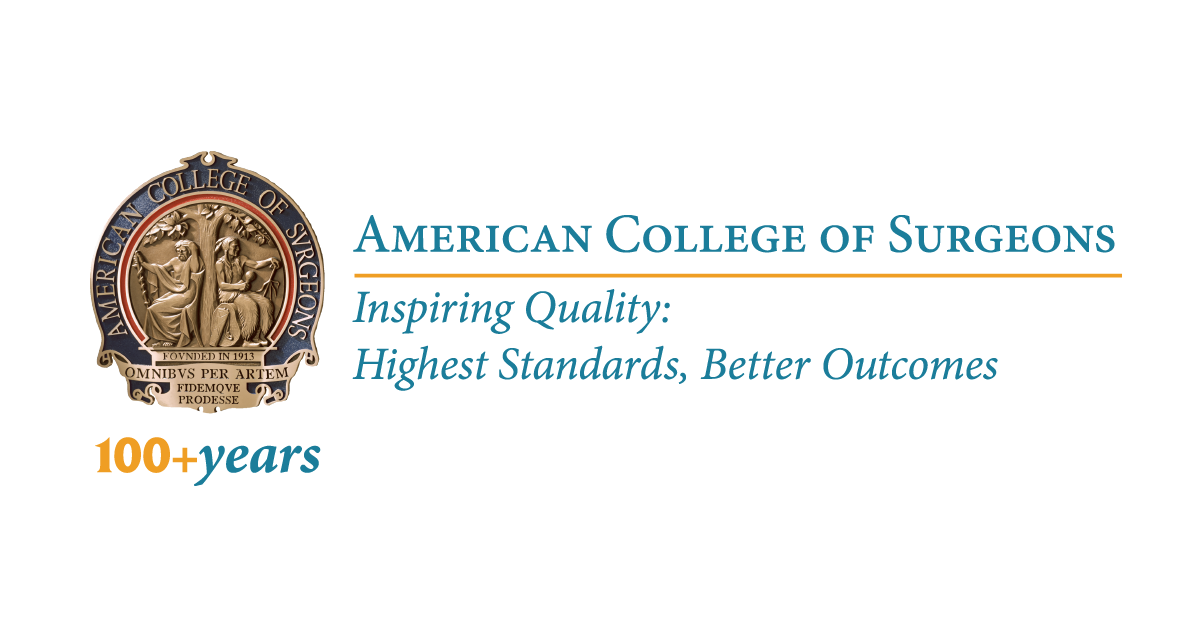 AMERICAN COLLEGE OF SVRGEONS
FOVNDED IN 1913
OMNIBVS PER ARTEM
FIDEMQVE
PRODESSE
100+years
AMERICAN COLLEGE OF SURGEONS
Inspiring Quality:
Highest Standards, Better Outcomes